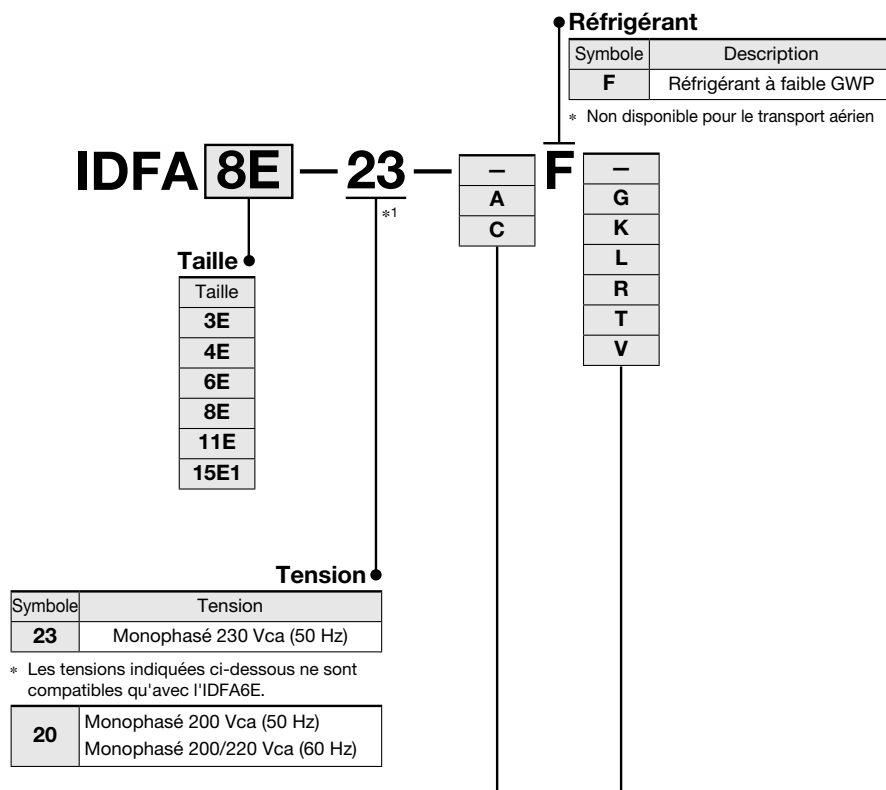 Réfrigérant
Symbole Description
F Réfrigérant à faible GWP
* Non disponible pour le transport aérien
IDFA 8E — 23 — – F –
*1
A
C
G
K
L
R
T
V
Taille
Taille
3E
4E
6E
8E
11E
15E1
Tension
Symbole Tension
23 Monophasé 230 Vca (50 Hz)
* Les tensions indiquées ci-dessous ne sont
compatibles qu'avec l'IDFA6E.
20 Monophasé 200 Vca (50 Hz)
Monophasé 200/220 Vca (60 Hz)